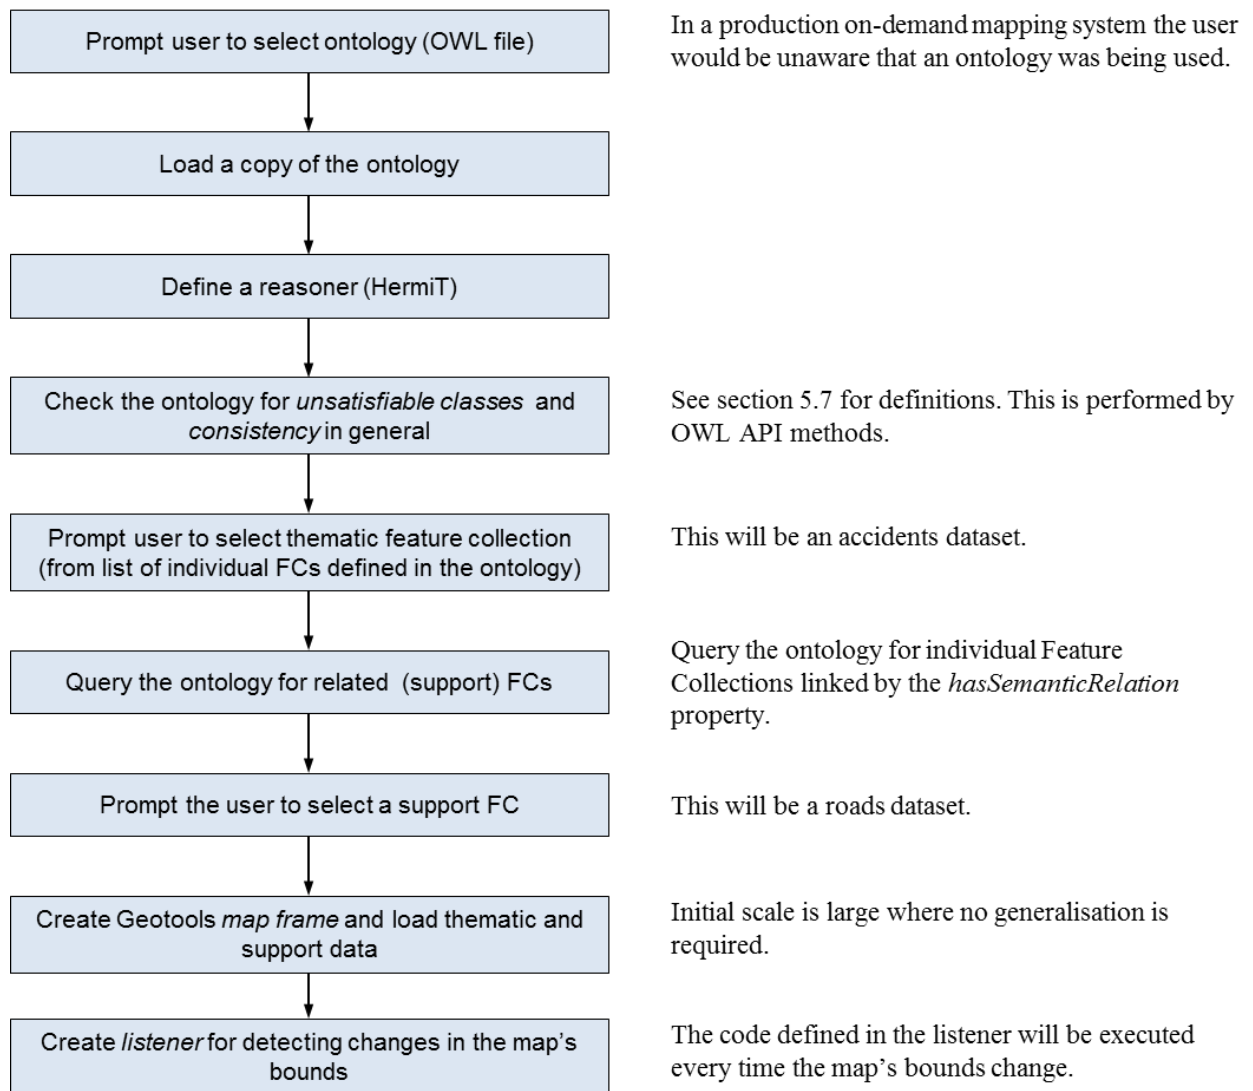 Prompt user to select ontology (OWL file)
In a production on-demand mapping system the user
would be unaware that an ontology was being used.
Load a copy of the ontology
Define a reasoner (HermiT)
Check the ontology for unsatisfiable classes and
consistency in general
See section 5.7 for definitions. This is performed by
OWL API methods.
Prompt user to select thematic feature collection
(from list of individual FCs defined in the ontology)
This will be an accidents dataset.
Query the ontology for related (support) FCs
Query the ontology for individual Feature
Collections linked by the hasSemanticRelation
property.
Prompt the user to select a support FC
This will be a roads dataset.
Create Geotools map frame and load thematic and
support data
Initial scale is large where no generalisation is
required.
Create listener for detecting changes in the map's
bounds
The code defined in the listener will be executed
every time the map's bounds change.